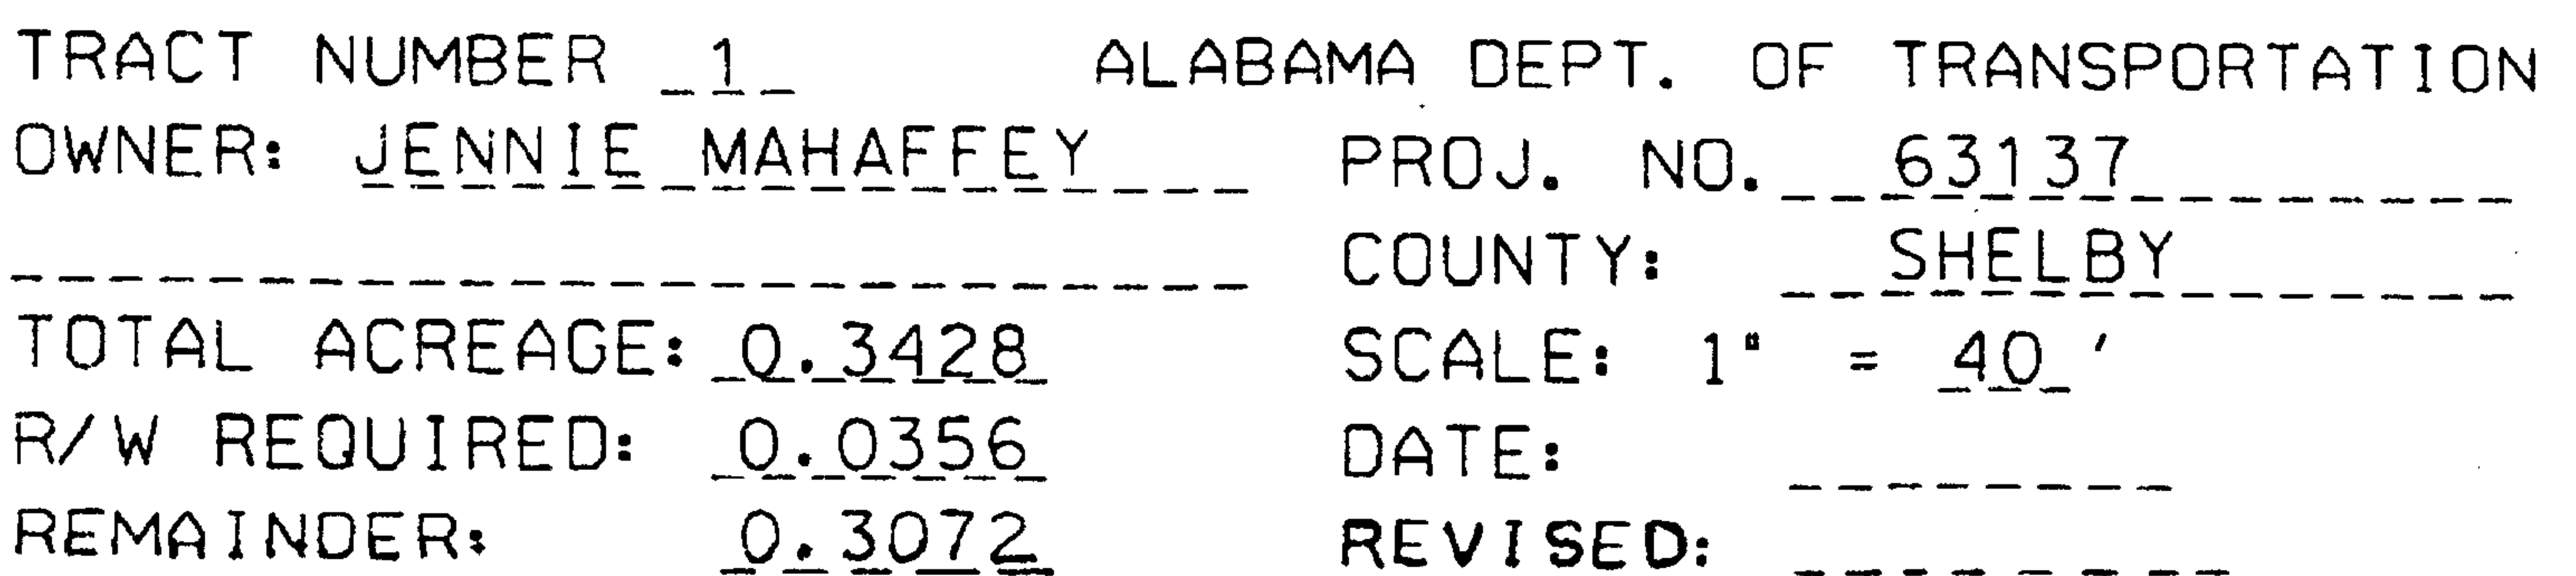 TRACT NUMBER 1 ALABAMA DEPT. OF TRANSPORTATION
OWNER: JENNIE MAHAFFEY PROJ. NO. 63137
COUNTY: SHELBY
TOTAL ACREAGE: 0.3428 SCALE: 1" = 40'
R/W REQUIRED: 0.0356 DATE:
REMAINDER: 0.3072 REVISED: